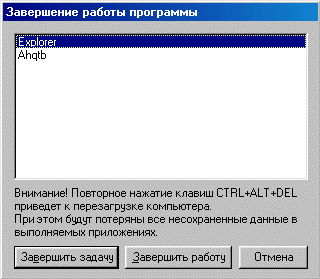 Завершение работы программы
Explorer
Ahqtb
Внимание! Повторное нажатие клавиш CTRL+ALT+DEL
приведет к перезагрузке компьютера.
При этом будут потеряны все несохраненные данные в
выполняемых приложениях.
Завершить задачу Завершить работу Отмена